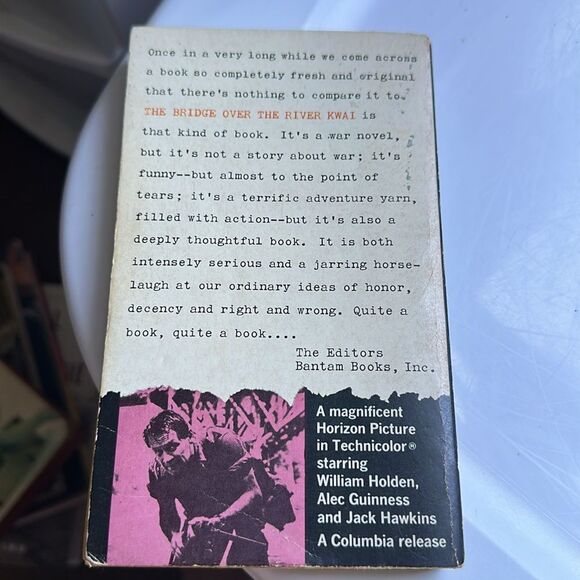 Once in a very long while we come across
a book so completely fresh and original
that there's nothing to compare it to.
THE BRIDGE OVER THE RIVER KWAI is
that kind of book. It's a war novel,
but it's not a story about war; it's
funny--but almost to the point of
tears; it's a terrific adventure yarn,
filled with action--but it's also a
deeply thoughtful book. It is both
intensely serious and a jarring horse-
laugh at our ordinary ideas of honor,
decency and right and wrong. Quite a
book, quite a book....
The Editors
Bantam Books, Inc.
A magnificent
Horizon Picture
in Technicolor®
starring
William Holden,
Alec Guinness
and Jack Hawkins
A Columbia release